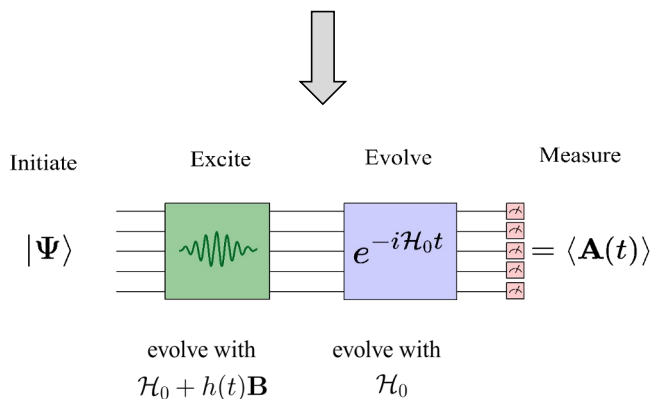 Initiate Excite Evolve Measure
|Ψ⟩ e^{-iℋ₀t} = ⟨A(t)⟩
evolve with evolve with
ℋ₀ + h(t)B ℋ₀